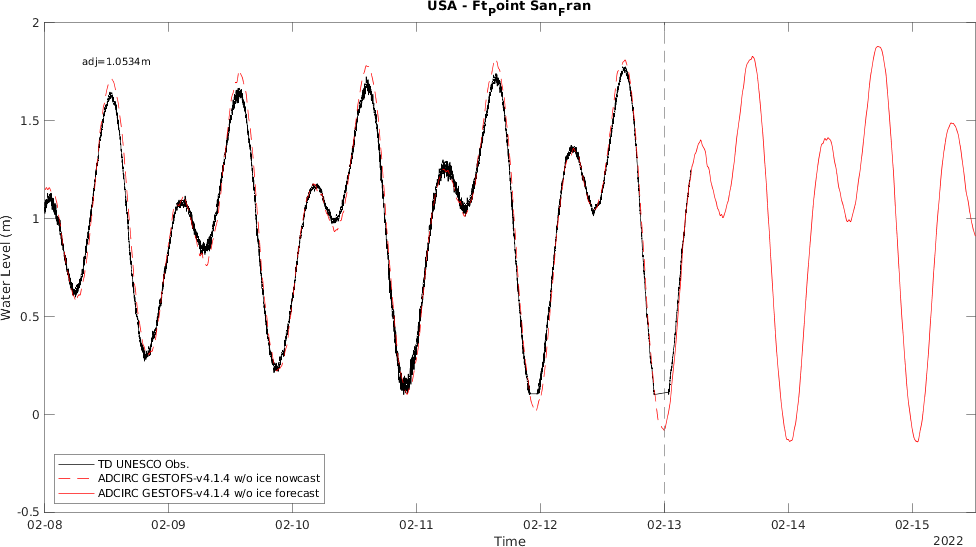 USA - FtPoint SanFran
2
adj=1.0534m
1.5
1
0.5
0
-0.5
Water Level (m)
TD UNESCO Obs.
ADCIRC GESTOFS-v4.1.4 w/o ice nowcast
ADCIRC GESTOFS-v4.1.4 w/o ice forecast
02-08 02-09 02-10 02-11 02-12 02-13 02-14 02-15
Time
2022